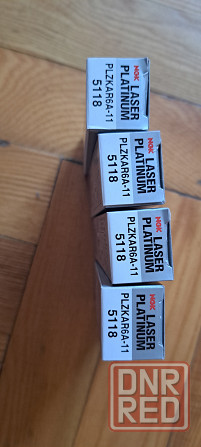 NGK LASER
PLATINUM
PLZKAR6A-11
5118
NGK LASER
PLATINUM
PLZKAR6A-11
5118
NGK LASER
PLATINUM
PLZKAR6A-11
5118
NGK LASER
PLATINUM
PLZKAR6A-11
5118
DNR
RED